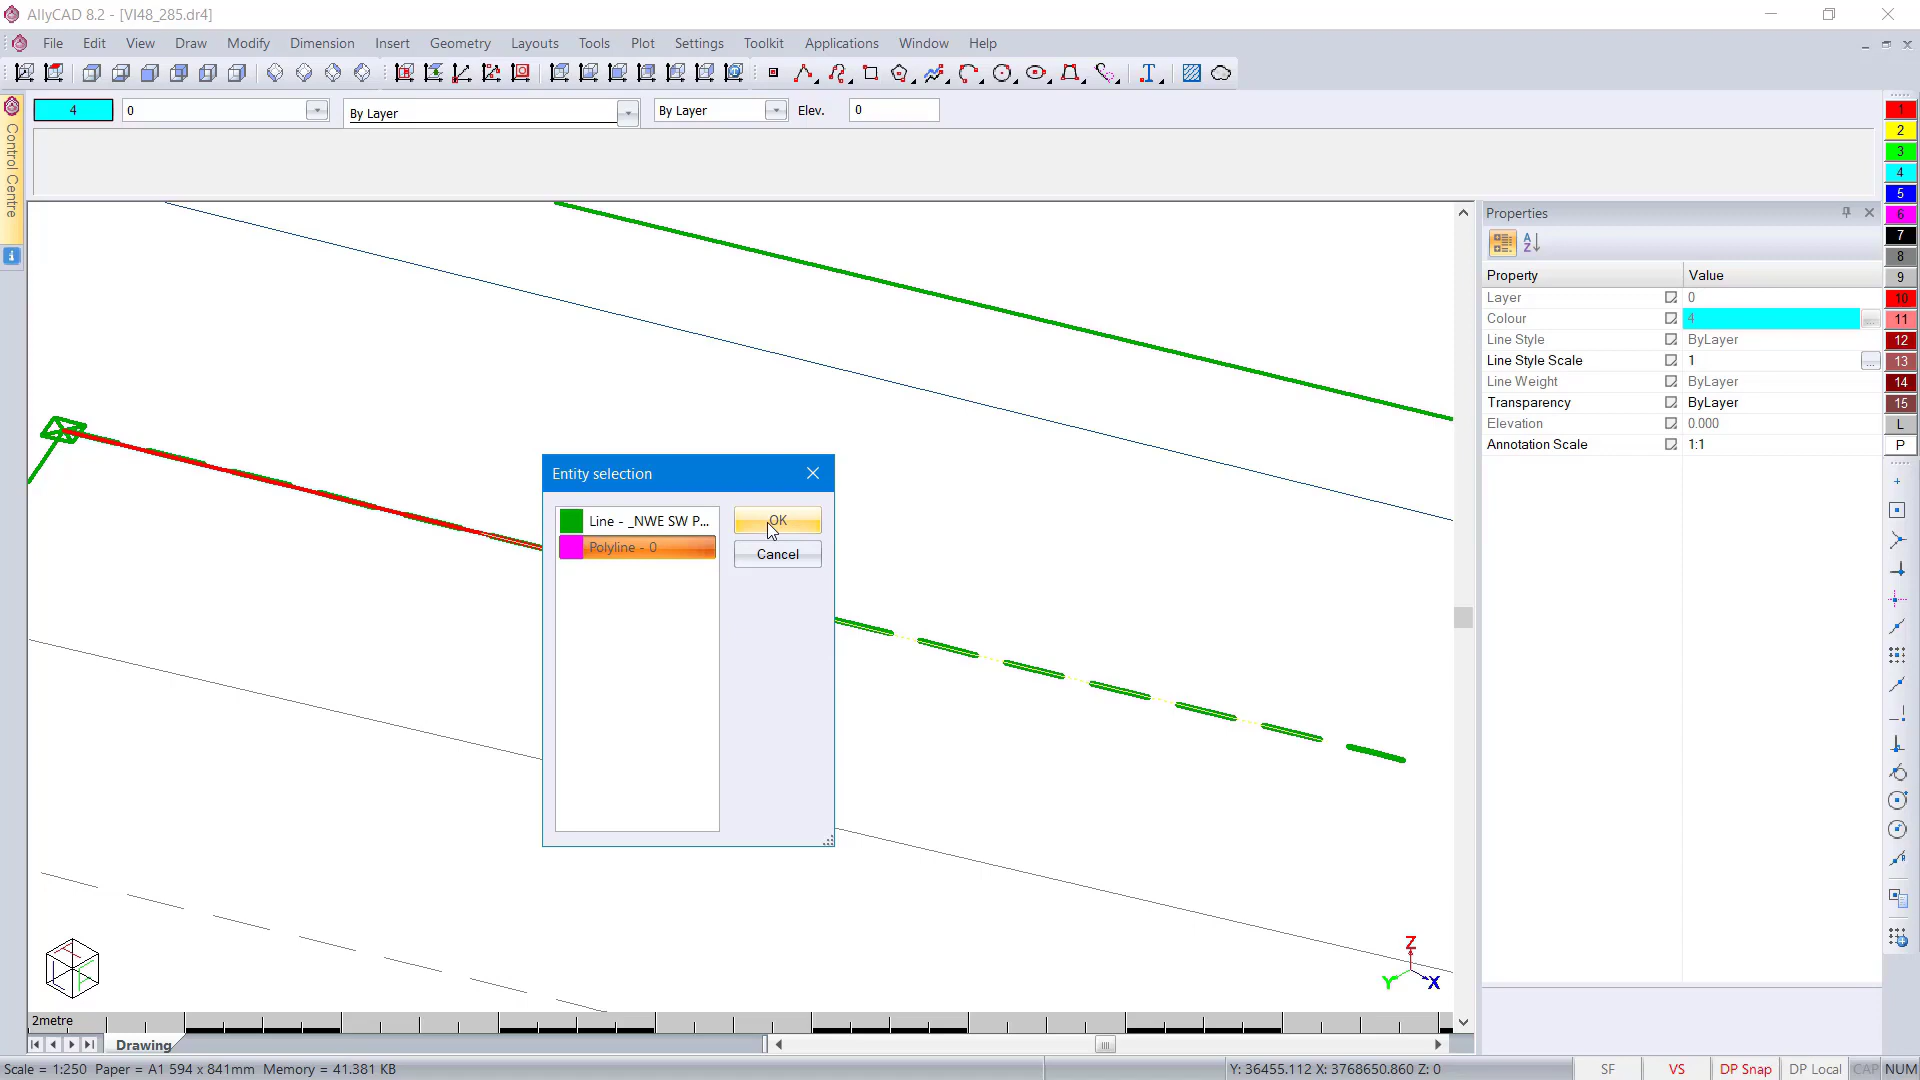 AllyCAD 8.2 - [VI48_285.dr4]
File Edit View Draw Modify Dimension Insert Geometry Layouts Tools Plot Settings Toolkit Applications Window Help
4 0 By Layer By Layer Elev. 0
Control Centre
Entity selection
Line - _NWE SW P...
Polyline - 0
OK
Cancel
Z
Y X
2metre
Drawing
Properties
A
Z
Property Value
Layer 0
Colour 4
Line Style ByLayer
Line Style Scale 1
Line Weight ByLayer
Transparency ByLayer
Elevation 0.000
Annotation Scale 1:1
1
2
3
4
5
6
7
8
9
10
11
12
13
14
15
L
P
Scale = 1:250 Paper = A1 594 x 841mm Memory = 41.381 KB Y: 36455.112 X: 3768650.860 Z: 0 SF VS DP Snap DP Local CAP NUM